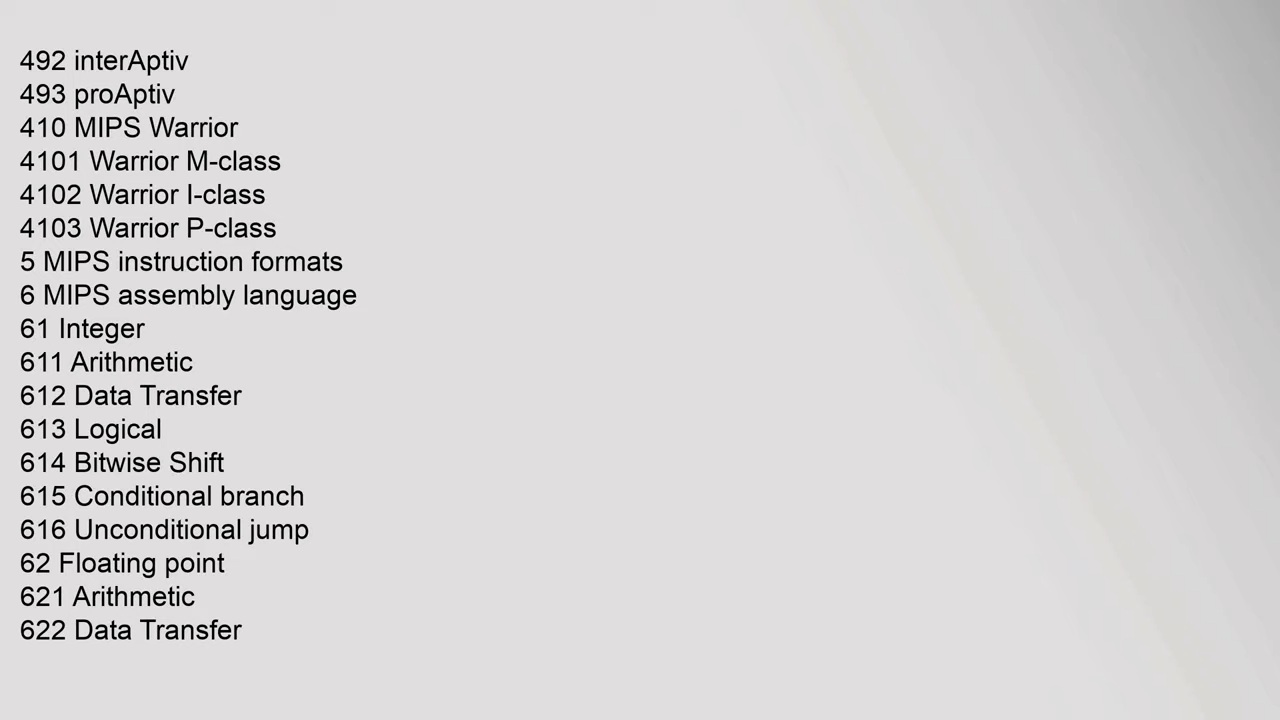 492 interAptiv
493 proAptiv
410 MIPS Warrior
4101 Warrior M-class
4102 Warrior I-class
4103 Warrior P-class
5 MIPS instruction formats
6 MIPS assembly language
61 Integer
611 Arithmetic
612 Data Transfer
613 Logical
614 Bitwise Shift
615 Conditional branch
616 Unconditional jump
62 Floating point
621 Arithmetic
622 Data Transfer